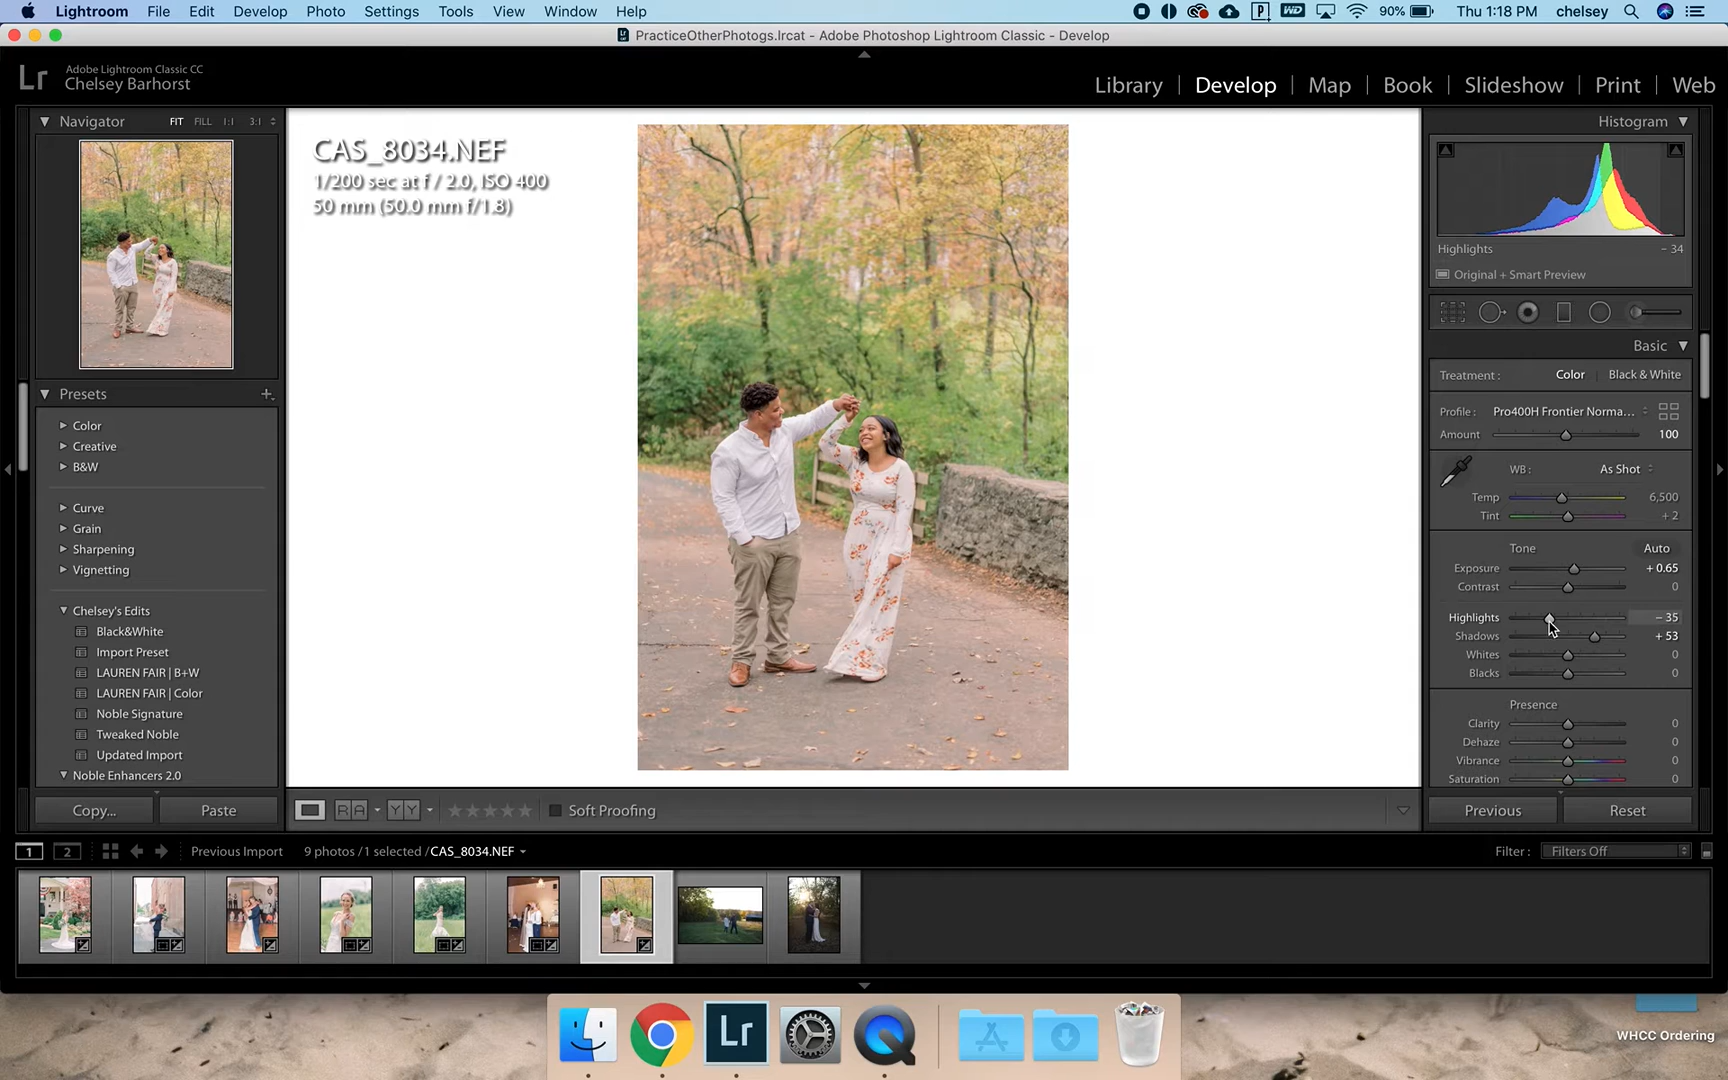 Lightroom File Edit Develop Photo Settings Tools View Window Help
P WD 90% Thu 1:18 PM chelsey
Lr PracticeOtherPhotogs.lrcat - Adobe Photoshop Lightroom Classic - Develop
Lr Adobe Lightroom Classic CC
Chelsey Barhorst
Library | Develop | Map | Book | Slideshow | Print | Web
Navigator FIT FILL 1:1 3:1
CAS_8034.NEF
1/200 sec at f / 2.0, ISO 400
50 mm (50.0 mm f/1.8)
Presets +
Color
Creative
B&W
Curve
Grain
Sharpening
Vignetting
Chelsey's Edits
Black&White
Import Preset
LAUREN FAIR | B+W
LAUREN FAIR | Color
Noble Signature
Tweaked Noble
Updated Import
Noble Enhancers 2.0
Copy... Paste
R A Y Y Soft Proofing
Histogram
Highlights - 34
Original + Smart Preview
Basic
Treatment : Color Black & White
Profile : Pro400H Frontier Norma...
Amount 100
WB : As Shot
Temp 6,500
Tint + 2
Tone Auto
Exposure + 0.65
Contrast 0
Highlights - 35
Shadows + 53
Whites 0
Blacks 0
Presence
Clarity 0
Dehaze 0
Vibrance 0
Saturation 0
Previous Reset
1 2 Previous Import 9 photos / 1 selected / CAS_8034.NEF
Filter : Filters Off
Lr
WHCC Ordering